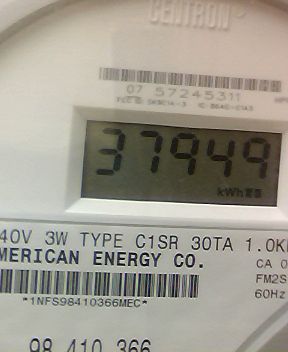 CENTRON
07 57245311
37949
kWh
240V 3W TYPE C1SR 30TA 1.0K
MERICAN ENERGY CO.
CA 0
FM2S
60Hz
*1NFS98410366MEC*
98 410 366